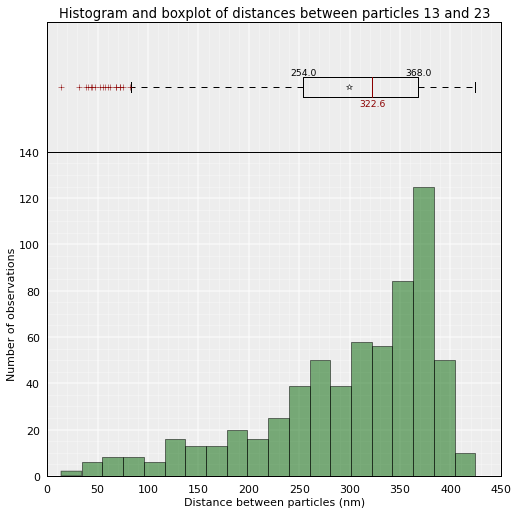 Histogram and boxplot of distances between particles 13 and 23
254.0 368.0
322.6
140
120
100
80
60
40
20
0
Number of observations
0 50 100 150 200 250 300 350 400 450
Distance between particles (nm)